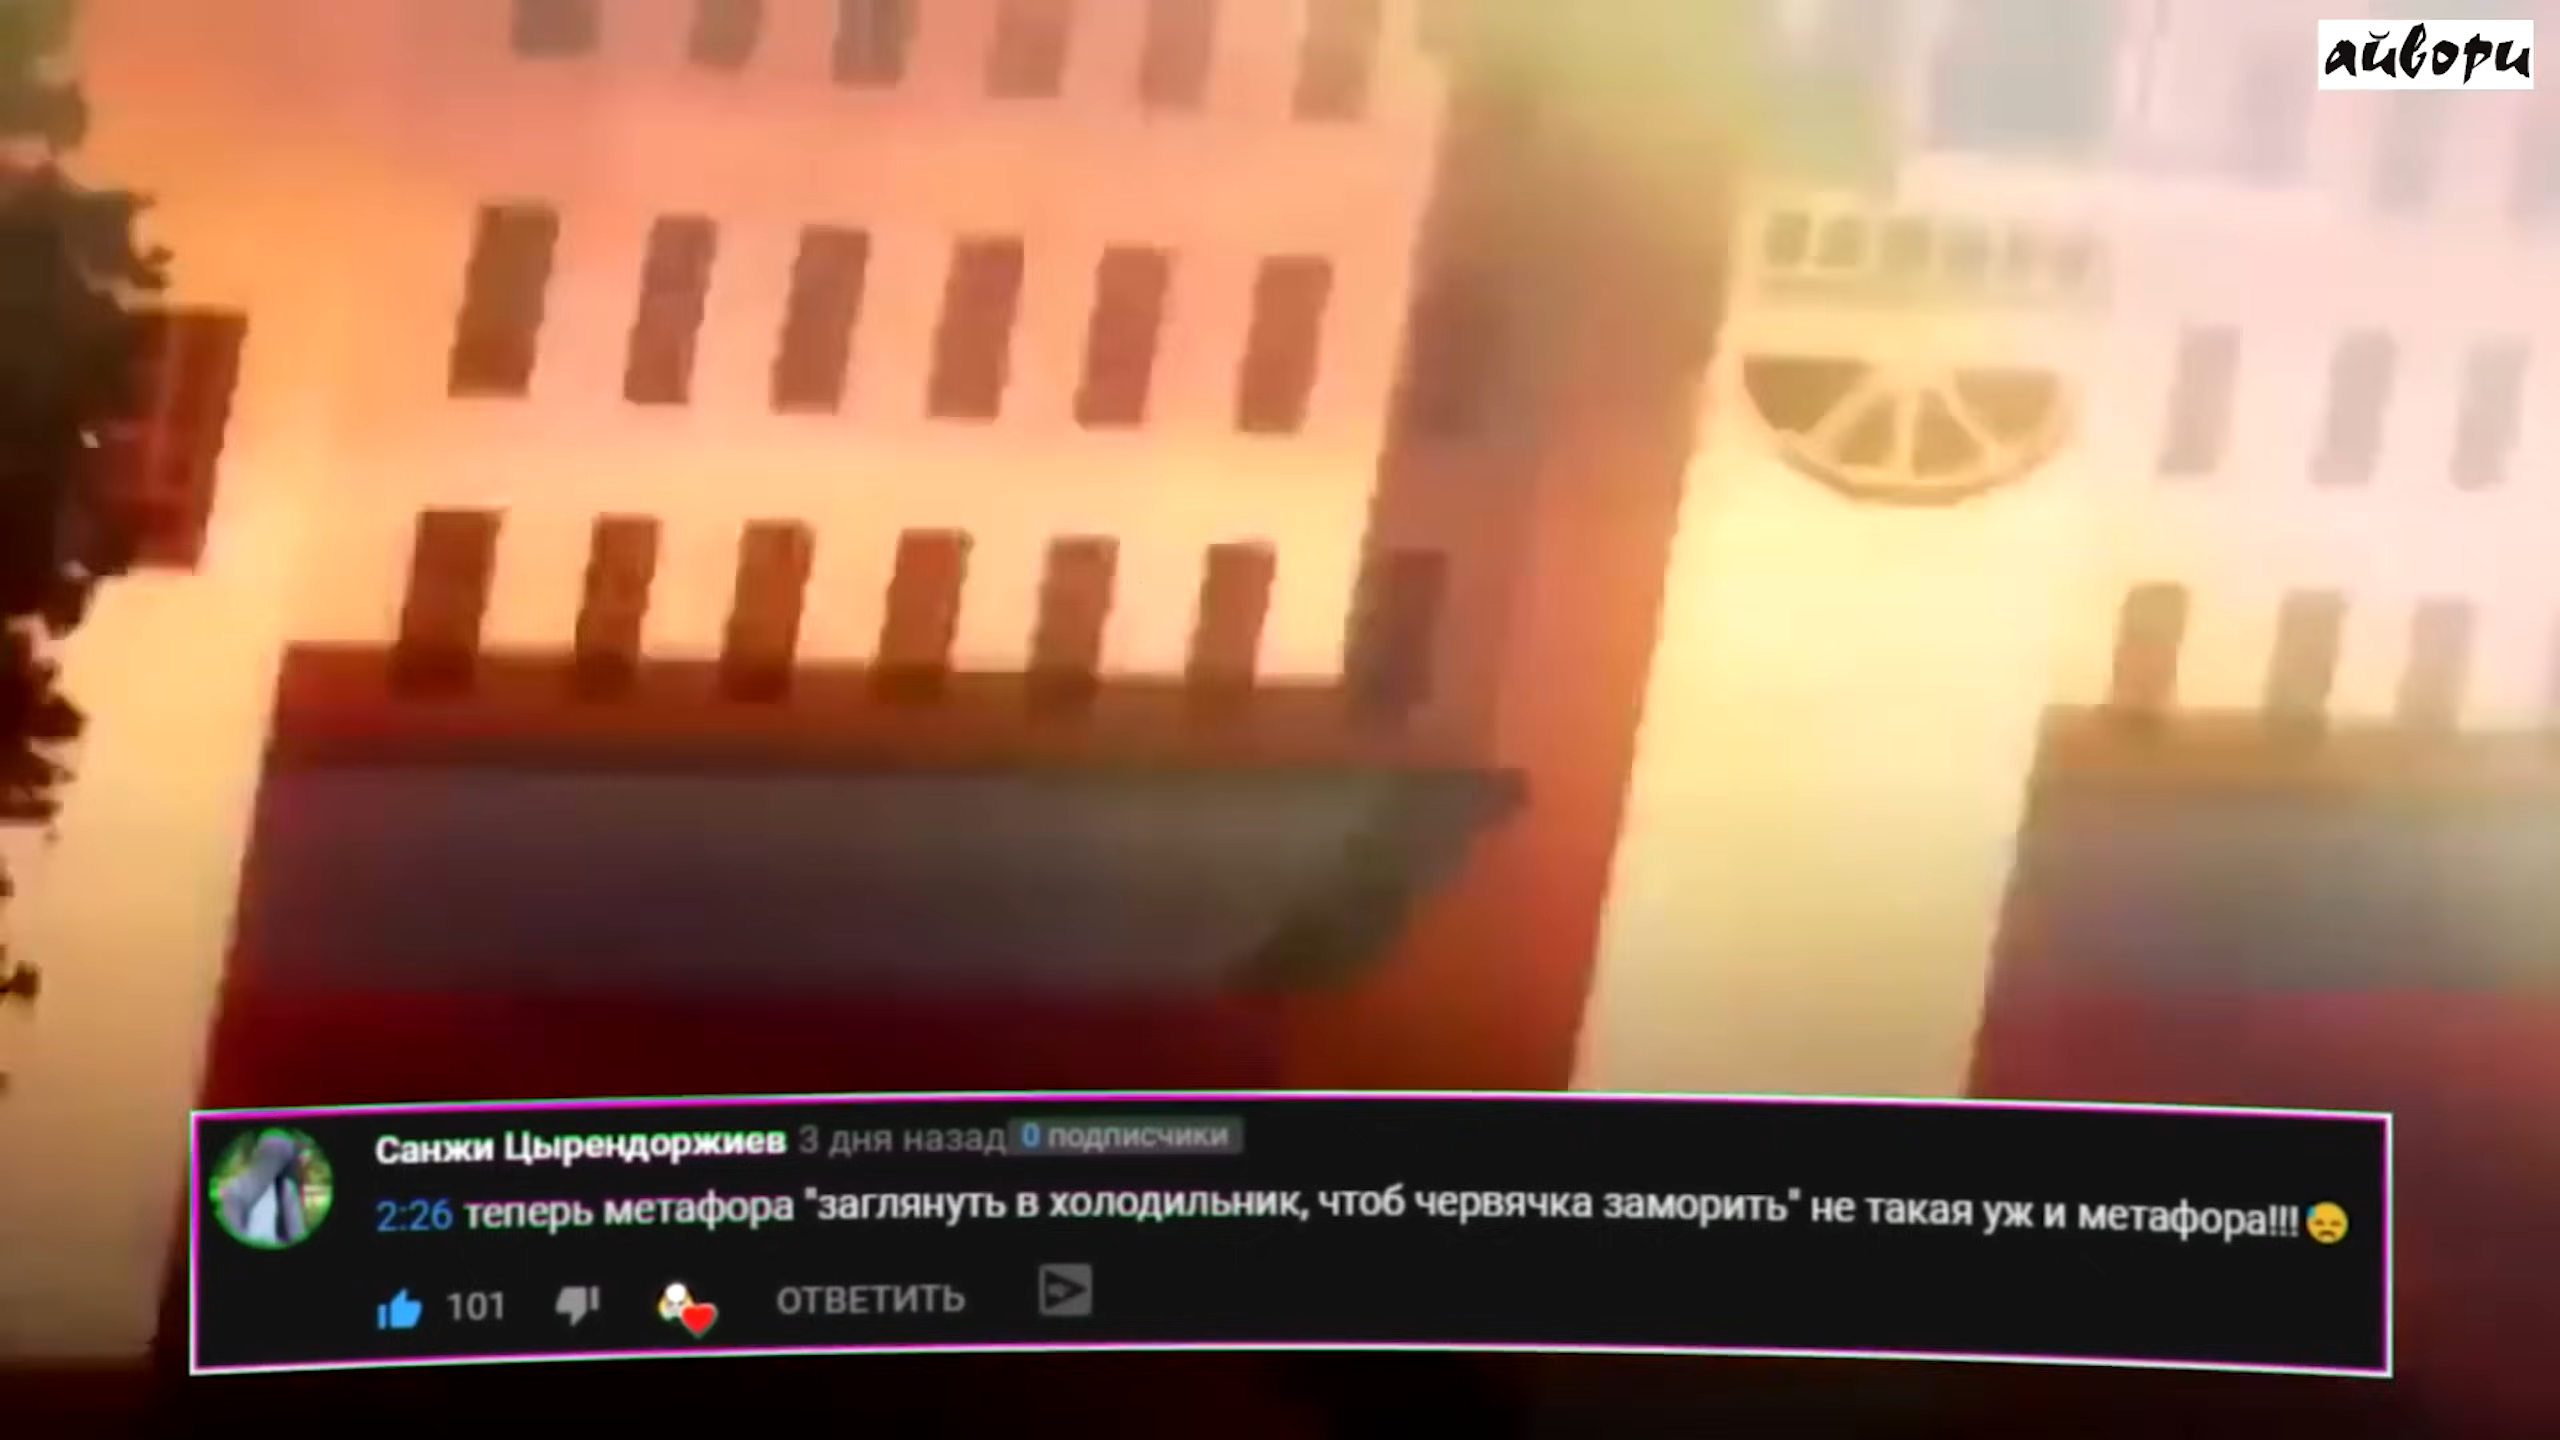 айвори
Санжи Цырендоржиев 3 дня назад 0 подписчики
2:26 теперь метафора "заглянуть в холодильник, чтоб червячка заморить" не такая уж и метафора!!!😓
101 ОТВЕТИТЬ